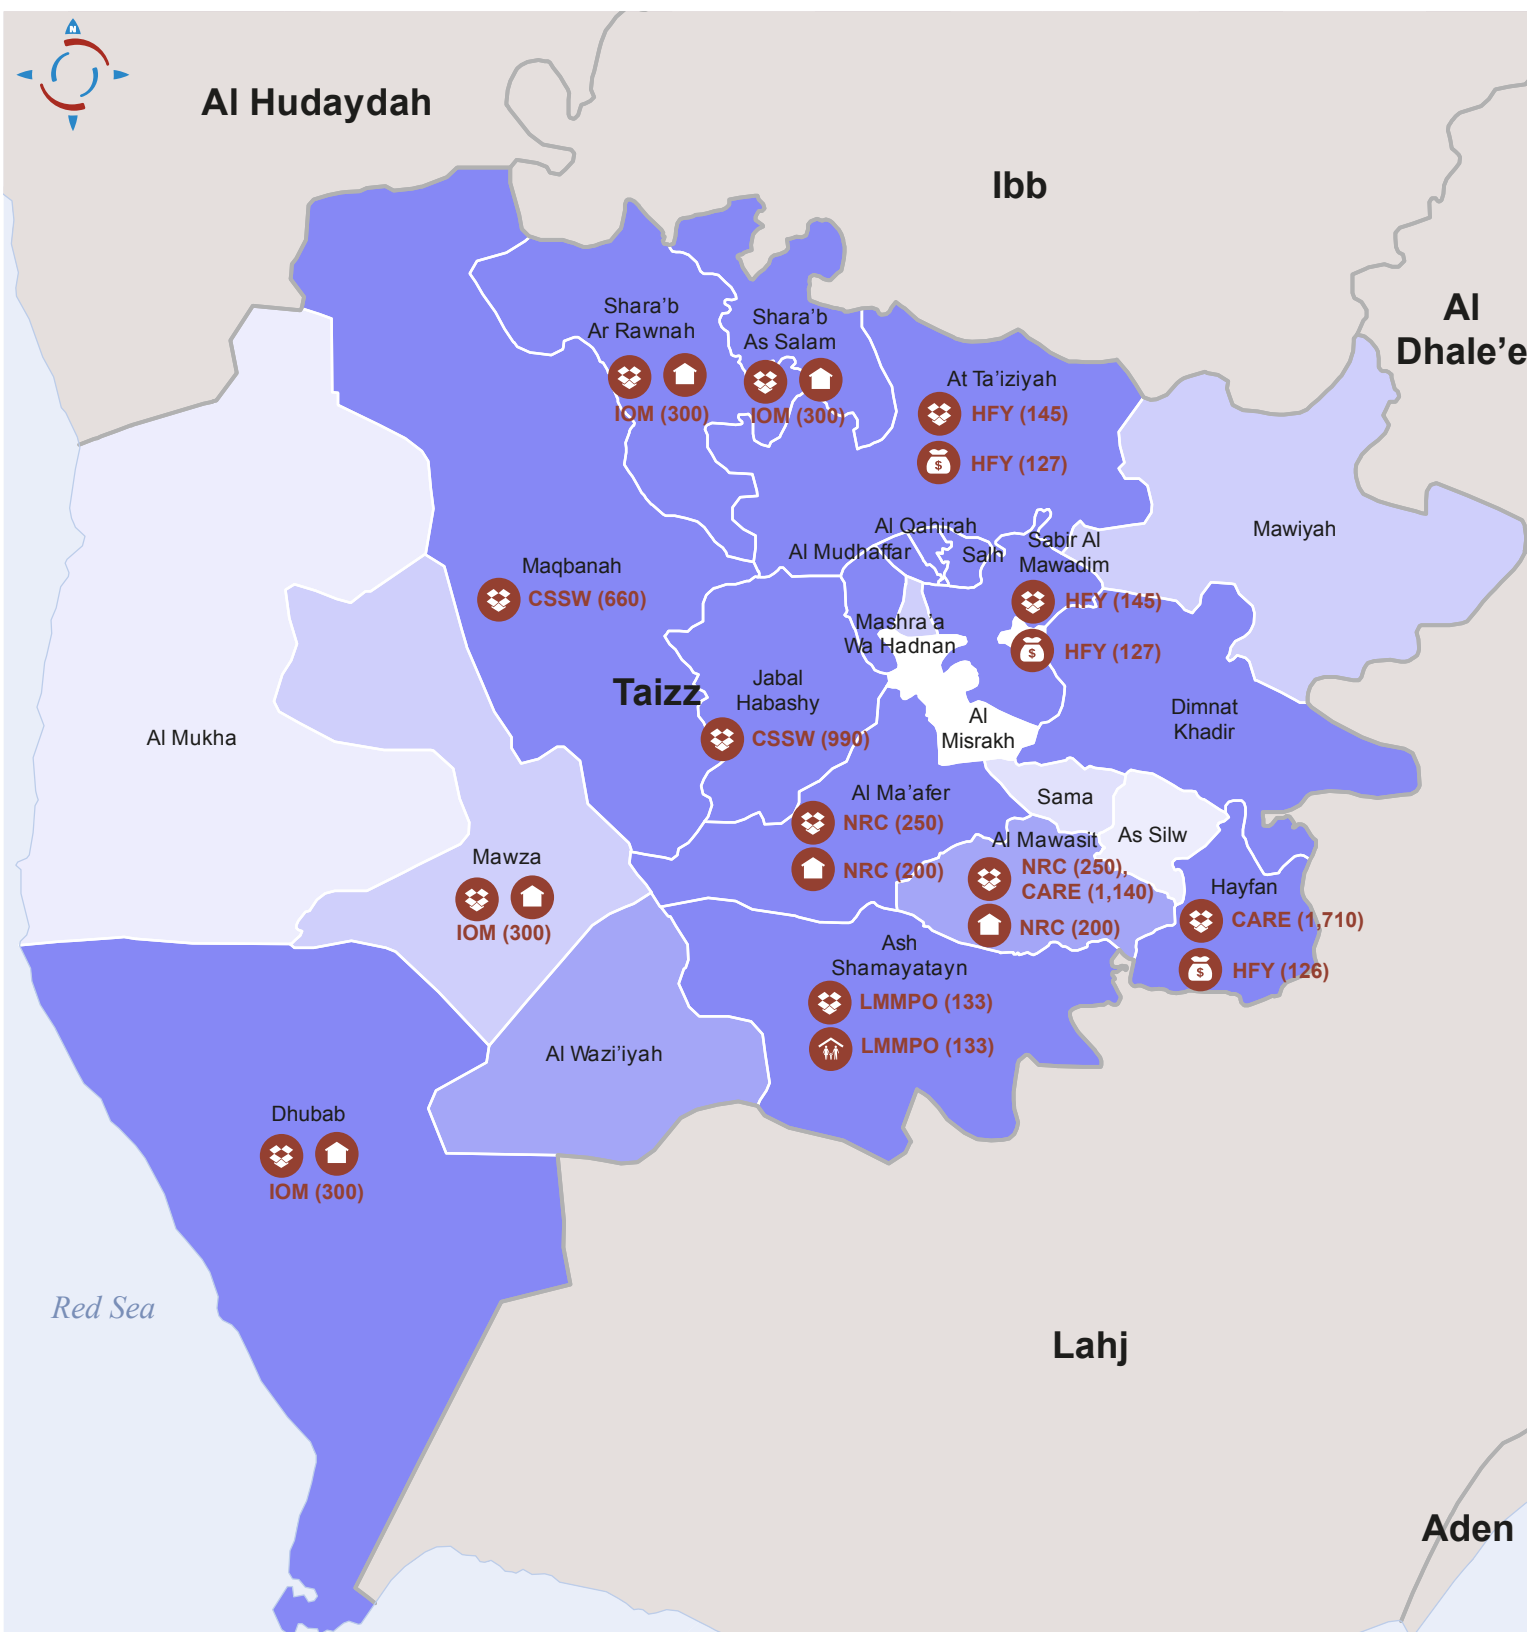 N
Al Hudaydah
Ibb
Al
Dhale’e
Shara’b
Ar Rawnah
IOM (300)
Shara’b
As Salam
IOM (300)
At Ta’iziyah
HFY (145)
$
HFY (127)
Mawiyah
Al Qahirah
Al Mudhaffar
Salh
Sabir Al
Mawadim
HFY (145)
$
HFY (127)
Maqbanah
CSSW (660)
Mashra’a
Wa Hadnan
Taizz
Jabal
Habashy
CSSW (990)
Al
Misrakh
Dimnat
Khadir
Al Mukha
Al Ma’afer
NRC (250)
NRC (200)
Sama
As Silw
Al Mawasit
NRC (250),
CARE (1,140)
NRC (200)
Mawza
IOM (300)
Hayfan
CARE (1,710)
$
HFY (126)
Ash
Shamayatayn
LMMPO (133)
LMMPO (133)
Al Wazi’iyah
Dhubab
IOM (300)
Red Sea
Lahj
Aden